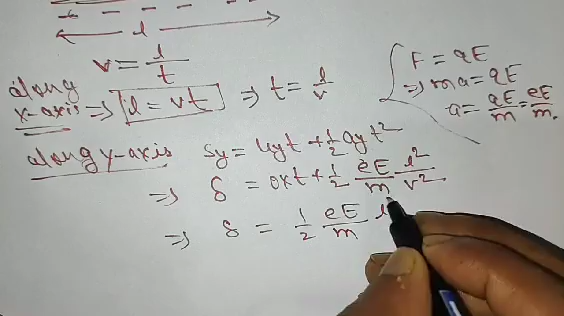 l
v = l/t
along x-axis ⇒ l = vt ⇒ t = l/v
F = qE
⇒ ma = qE
a = qE/m = eE/m.
along y-axis Sy = uyt + 1/2 ayt²
⇒ δ = 0xt + 1/2 eE/m l²/v²
⇒ δ = 1/2 eE/m l